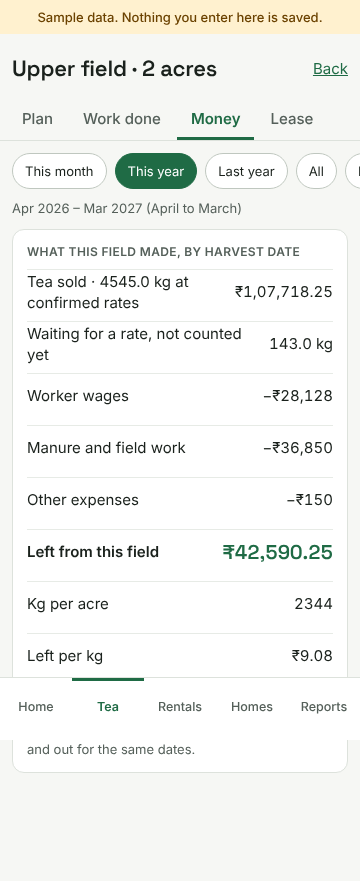 Sample data. Nothing you enter here is saved.
Upper field · 2 acres
Back
Plan
Work done
Money
Lease
This month
This year
Last year
All
Apr 2026 – Mar 2027 (April to March)
WHAT THIS FIELD MADE, BY HARVEST DATE
Tea sold · 4545.0 kg at
confirmed rates
₹1,07,718.25
Waiting for a rate, not counted
yet
143.0 kg
Worker wages
−₹28,128
Manure and field work
−₹36,850
Other expenses
−₹150
Left from this field
₹42,590.25
Kg per acre
2344
Left per kg
₹9.08
Home
Tea
Rentals
Homes
Reports
and out for the same dates.